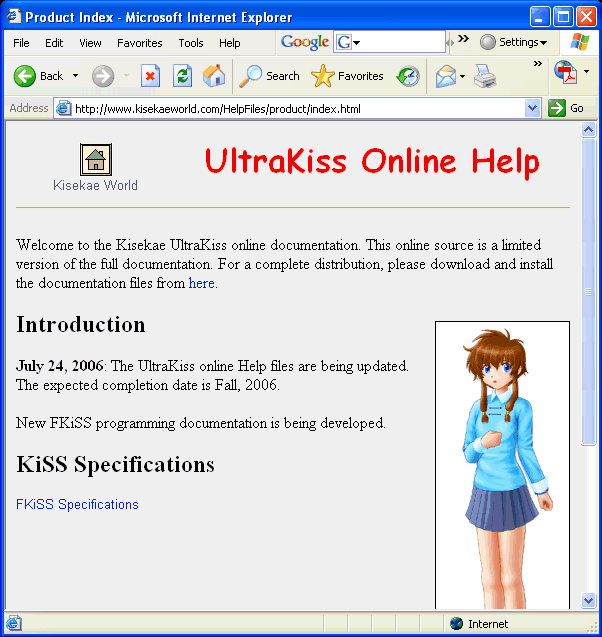 Product Index - Microsoft Internet Explorer
File Edit View Favorites Tools Help Google G Settings
Back Search Favorites
Address http://www.kisekaeworld.com/HelpFiles/product/index.html Go
Kisekae World
UltraKiss Online Help
Welcome to the Kisekae UltraKiss online documentation. This online source is a limited
version of the full documentation. For a complete distribution, please download and install
the documentation files from here.
Introduction
July 24, 2006: The UltraKiss online Help files are being updated.
The expected completion date is Fall, 2006.
New FKiSS programming documentation is being developed.
KiSS Specifications
FKiSS Specifications
Internet